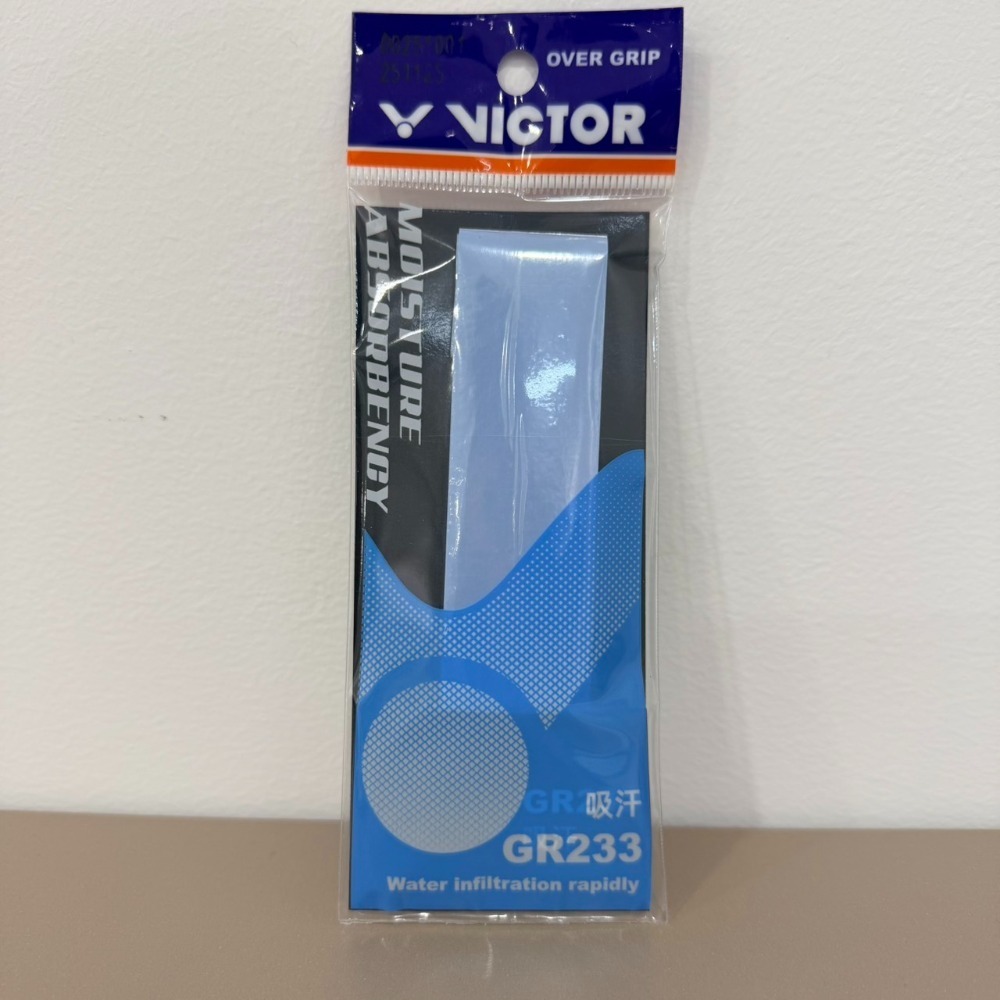 OVER GRIP
VICTOR
MOISTURE
ABSORBENCY
吸汗
GR233
Water infiltration rapidly